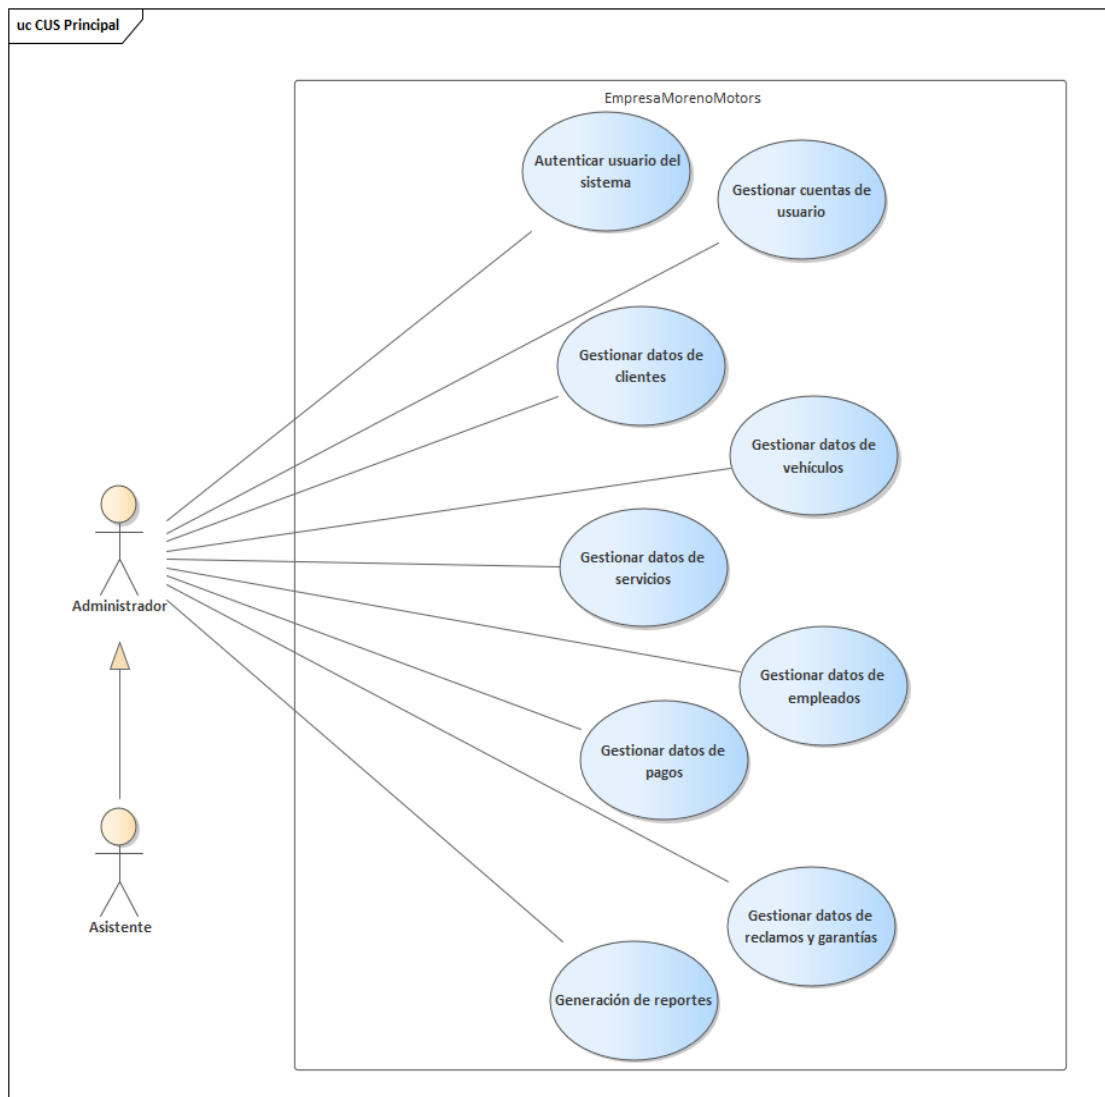 uc CUS Principal
EmpresaMorenoMotors
Autenticar usuario del
sistema
Gestionar cuentas de
usuario
Gestionar datos de
clientes
Gestionar datos de
vehículos
Gestionar datos de
servicios
Administrador
Gestionar datos de
empleados
Gestionar datos de
pagos
Asistente
Gestionar datos de
reclamos y garantías
Generación de reportes